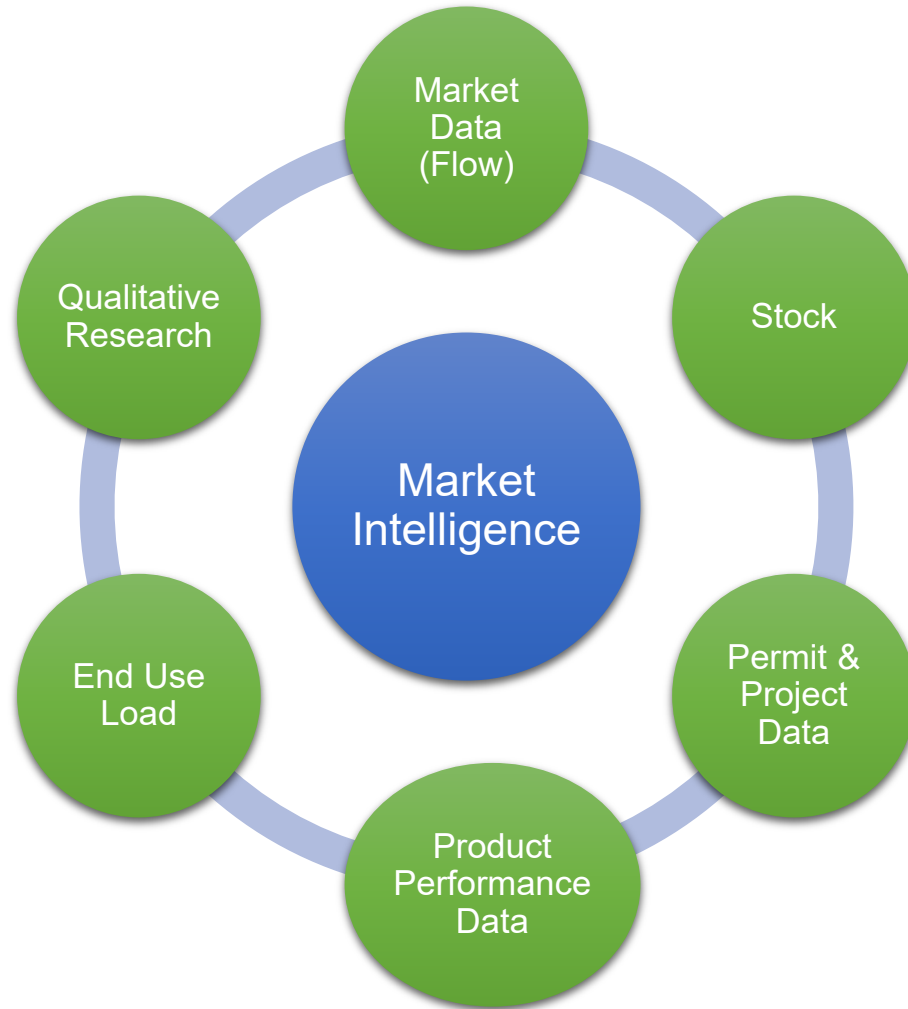 Market
Data
(Flow)
Qualitative
Research
Stock
Market
Intelligence
End Use
Load
Permit &
Project
Data
Product
Performance
Data